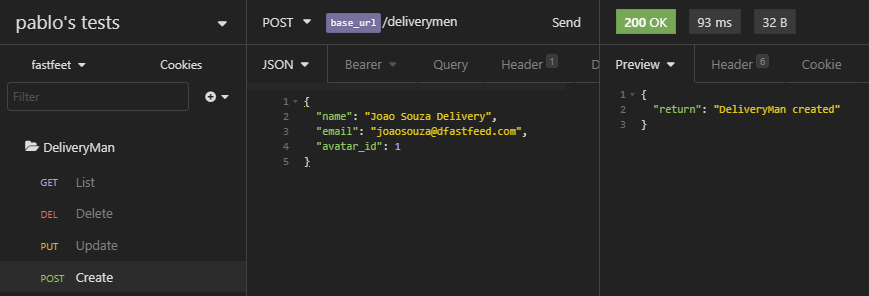 pablo's tests
fastfeet
Cookies
Filter
DeliveryMan
GET List
DEL Delete
PUT Update
POST Create
POST base_url/deliverymen Send
JSON Bearer Query Header 1 D
1 {
2 "name": "Joao Souza Delivery",
3 "email": "joaosouza@dfastfeed.com",
4 "avatar_id": 1
5 }
200 OK 93 ms 32 B
Preview Header 6 Cookie
1 {
2 "return": "DeliveryMan created"
3 }